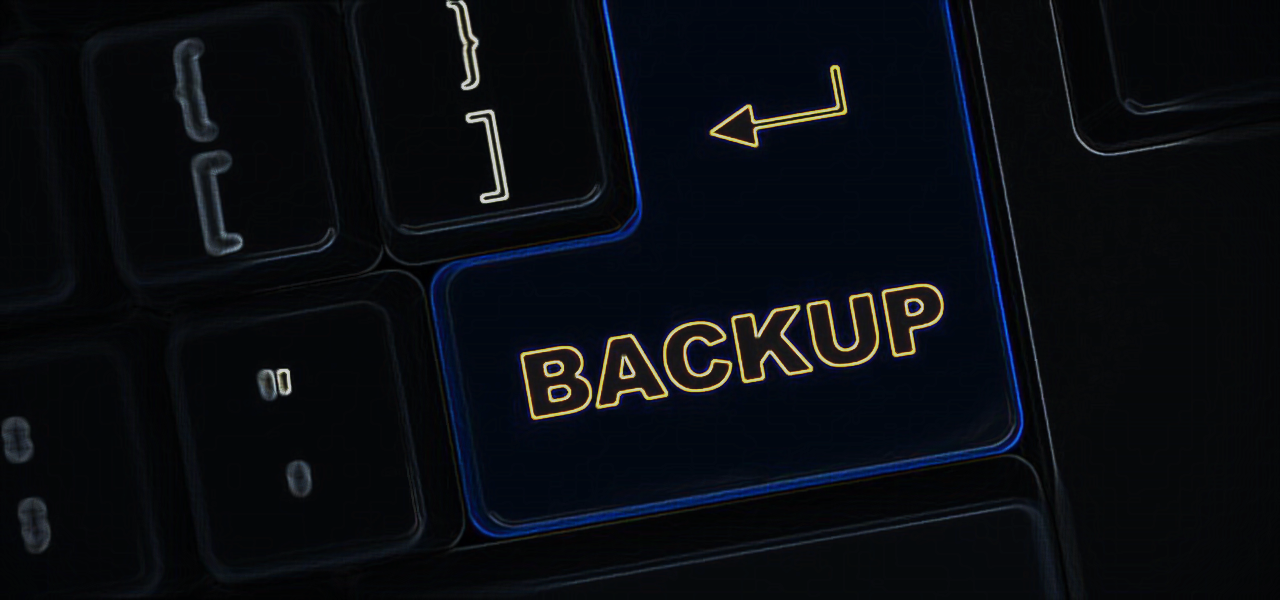 { }
[ ]
BACKUP
: "
; '